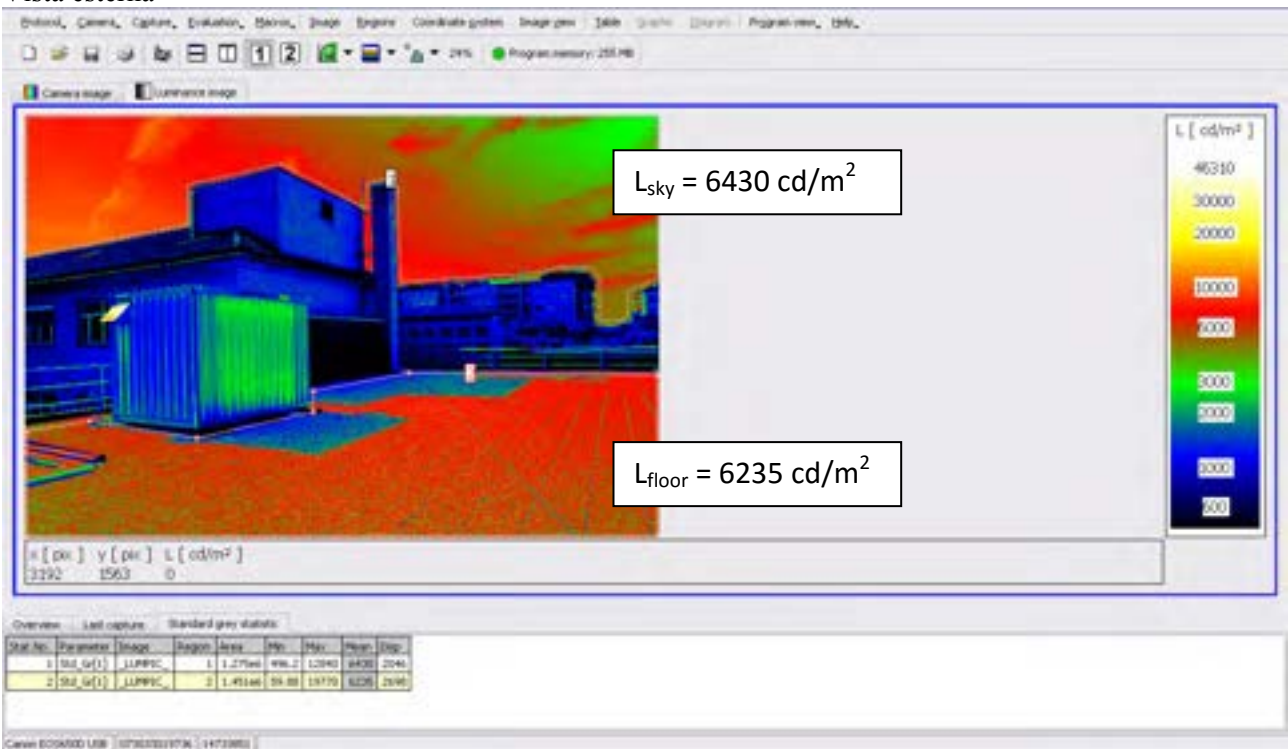 Vista esterna
Protocol, Camera, Capture, Evaluation, Macros, Image Regions Coordinate system Image view Table Graphic Diagram Program view, Help,
1 2 24% Program memory: 255 MB
Camera image Luminance image
L [ cd/m² ]
46310
30000
20000
10000
6000
3000
2000
1000
600
Lsky = 6430 cd/m²
Lfloor = 6235 cd/m²
x [ pix ] y [ pix ] L [ cd/m² ]
3192 1563 0
Overview Last capture Standard grey statistic
Stat.No. Parameter Image Region Area Min Max Mean Disp
1 Std_Gr[1] _LUMPIC_ 1 1.275e6 496.2 12840 6430 2046
2 Std_Gr[1] _LUMPIC_ 2 1.451e6 59.88 19770 6235 2698